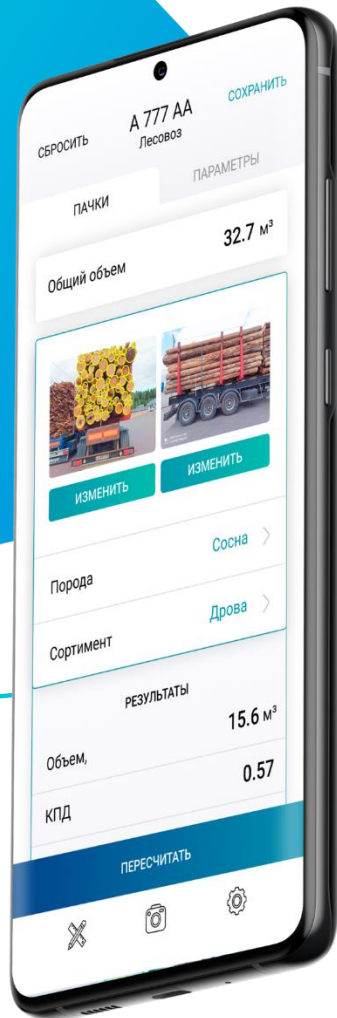 СБРОСИТЬ
А 777 АА
СОХРАНИТЬ
Лесовоз
ПАЧКИ
ПАРАМЕТРЫ
Общий объем
32.7 м³
ИЗМЕНИТЬ
ИЗМЕНИТЬ
Порода
Сосна
Сортимент
Дрова
РЕЗУЛЬТАТЫ
Объем,
15.6 м³
КПД
0.57
ПЕРЕСЧИТАТЬ